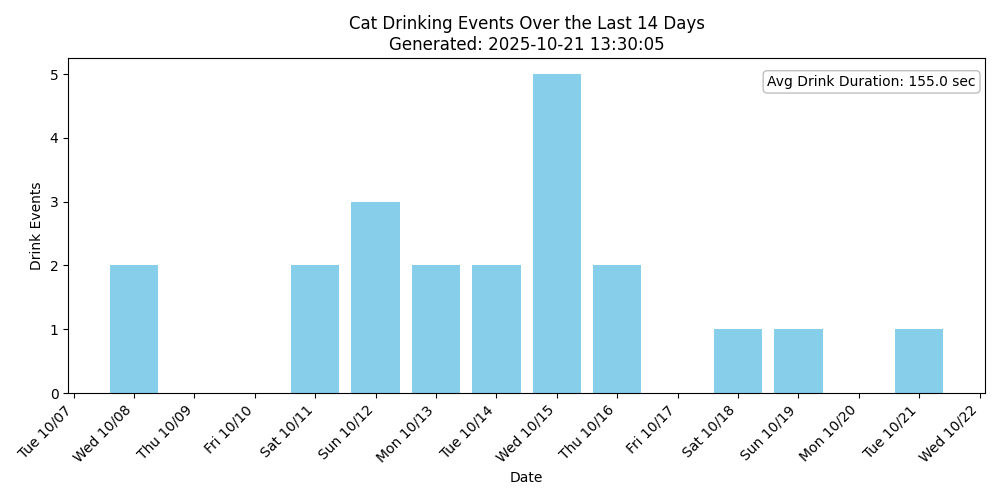 Cat Drinking Events Over the Last 14 Days
Generated: 2025-10-21 13:30:05
Avg Drink Duration: 155.0 sec
Drink Events
5
4
3
2
1
0
Tue 10/07
Wed 10/08
Thu 10/09
Fri 10/10
Sat 10/11
Sun 10/12
Mon 10/13
Tue 10/14
Wed 10/15
Thu 10/16
Fri 10/17
Sat 10/18
Sun 10/19
Mon 10/20
Tue 10/21
Wed 10/22
Date